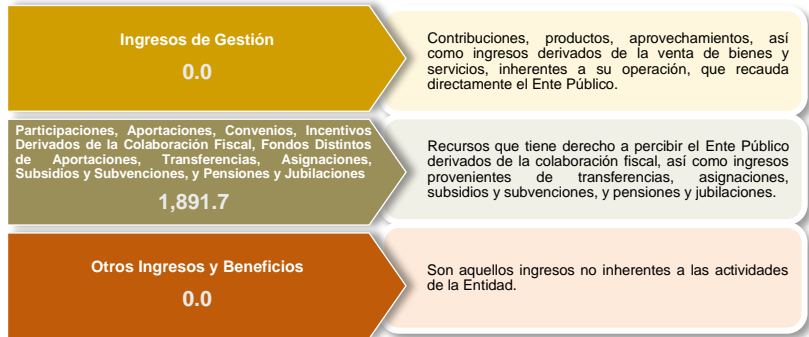 Ingresos de Gestión
0.0
Contribuciones, productos, aprovechamientos, así
como ingresos derivados de la venta de bienes y
servicios, inherentes a su operación, que recauda
directamente el Ente Público.
Participaciones, Aportaciones, Convenios, Incentivos
Derivados de la Colaboración Fiscal, Fondos Distintos
de Aportaciones, Transferencias, Asignaciones,
Subsidios y Subvenciones, y Pensiones y Jubilaciones
1,891.7
Recursos que tiene derecho a percibir el Ente Público
derivados de la colaboración fiscal, así como ingresos
provenientes de transferencias, asignaciones,
subsidios y subvenciones, y pensiones y jubilaciones.
Otros Ingresos y Beneficios
0.0
Son aquellos ingresos no inherentes a las actividades
de la Entidad.